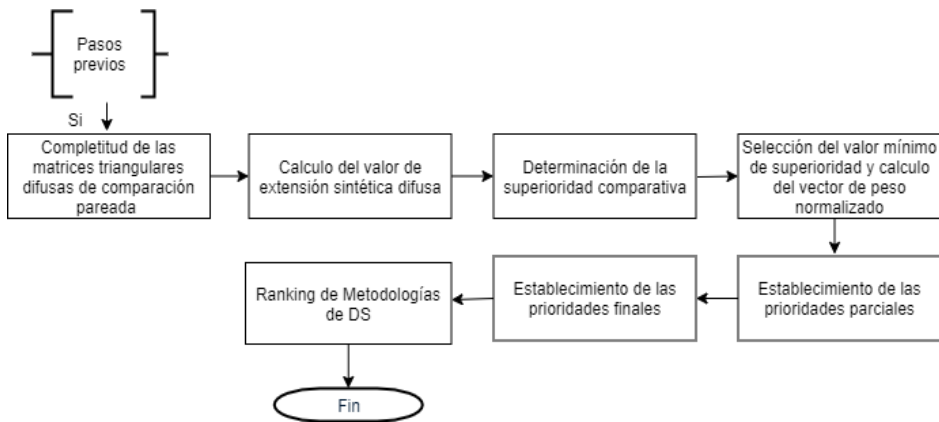 Pasos
previos
Si
Completitud de las
matrices triangulares
difusas de comparación
pareada
Calculo del valor de
extensión sintética difusa
Determinación de la
superioridad comparativa
Selección del valor mínimo
de superioridad y calculo
del vector de peso
normalizado
Establecimiento de las
prioridades parciales
Establecimiento de las
prioridades finales
Ranking de Metodologías
de DS
Fin